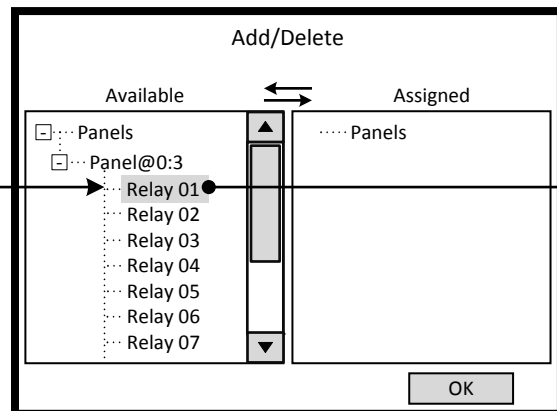 Add/Delete
Available
Assigned
Panels
Panel@0:3
Relay 01
Relay 02
Relay 03
Relay 04
Relay 05
Relay 06
Relay 07
Panels
OK